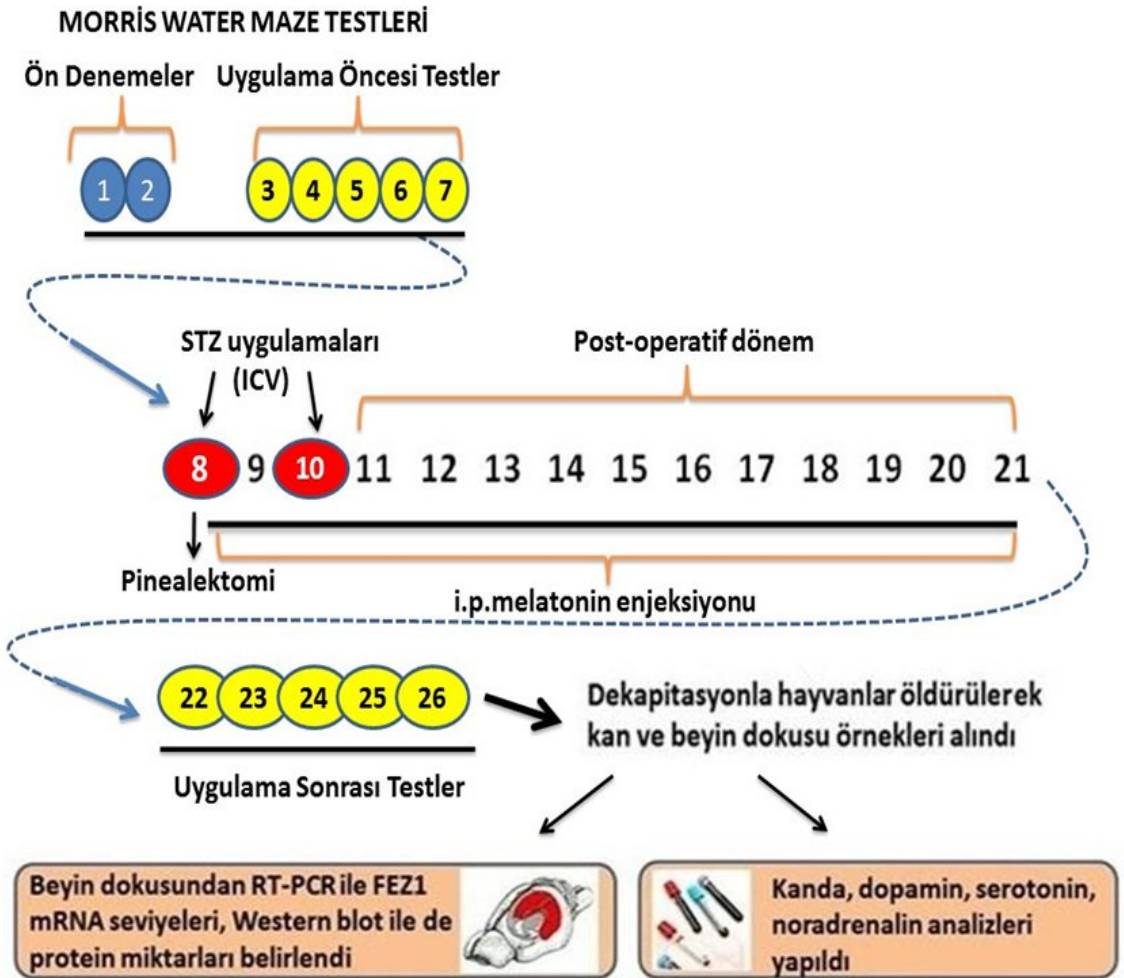 MORRİS WATER MAZE TESTLERİ
Ön Denemeler Uygulama Öncesi Testler
1 2 3 4 5 6 7
STZ uygulamaları
(ICV)
Post-operatif dönem
8 9 10 11 12 13 14 15 16 17 18 19 20 21
Pinealektomi
i.p.melatonin enjeksiyonu
22 23 24 25 26
Uygulama Sonrası Testler
Dekapitasyonla hayvanlar öldürülerek
kan ve beyin dokusu örnekleri alındı
Beyin dokusundan RT-PCR ile FEZ1
mRNA seviyeleri, Western blot ile de
protein miktarları belirlendi
Kanda, dopamin, serotonin,
noradrenalin analizleri
yapıldı